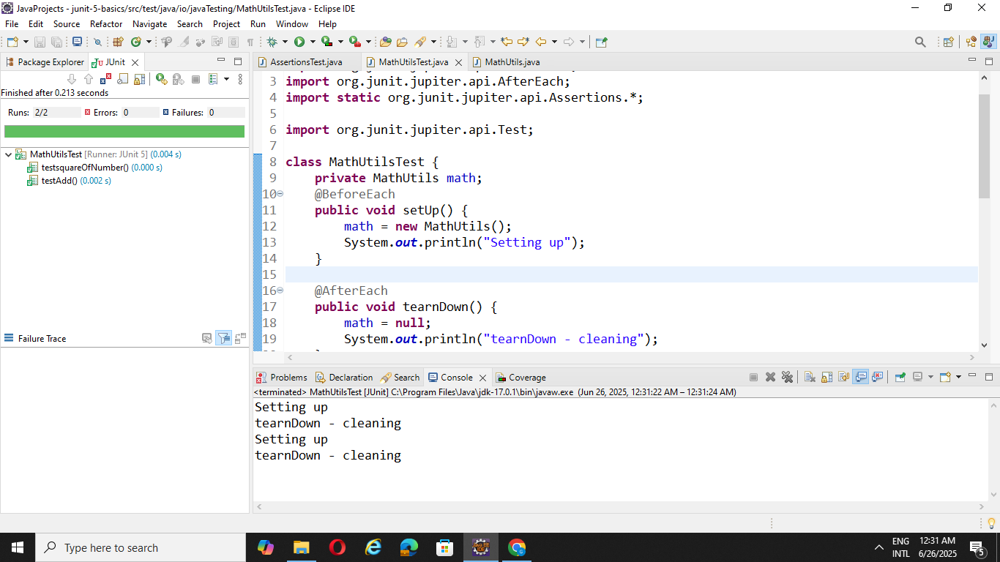 JavaProjects - junit-5-basics/src/test/java/io/javaTesting/MathUtilsTest.java - Eclipse IDE
File Edit Source Refactor Navigate Search Project Run Window Help
Package Explorer JUnit
Finished after 0.213 seconds
Runs: 2/2 Errors: 0 Failures: 0
MathUtilsTest [Runner: JUnit 5] (0.004 s)
testsquareOfNumber() (0.000 s)
testAdd() (0.002 s)
Failure Trace
AssertionsTest.java MathUtilsTest.java MathUtils.java
3 import org.junit.jupiter.api.AfterEach;
4 import static org.junit.jupiter.api.Assertions.*;
5
6 import org.junit.jupiter.api.Test;
7
8 class MathUtilsTest {
9 private MathUtils math;
10 @BeforeEach
11 public void setUp() {
12 math = new MathUtils();
13 System.out.println("Setting up");
14 }
15
16 @AfterEach
17 public void tearnDown() {
18 math = null;
19 System.out.println("tearnDown - cleaning");
Problems Declaration Search Console Coverage
<terminated> MathUtilsTest [JUnit] C:\Program Files\Java\jdk-17.0.1\bin\javaw.exe (Jun 26, 2025, 12:31:22 AM – 12:31:24 AM)
Setting up
tearnDown - cleaning
Setting up
tearnDown - cleaning
Type here to search
ENG
INTL
12:31 AM
6/26/2025
5